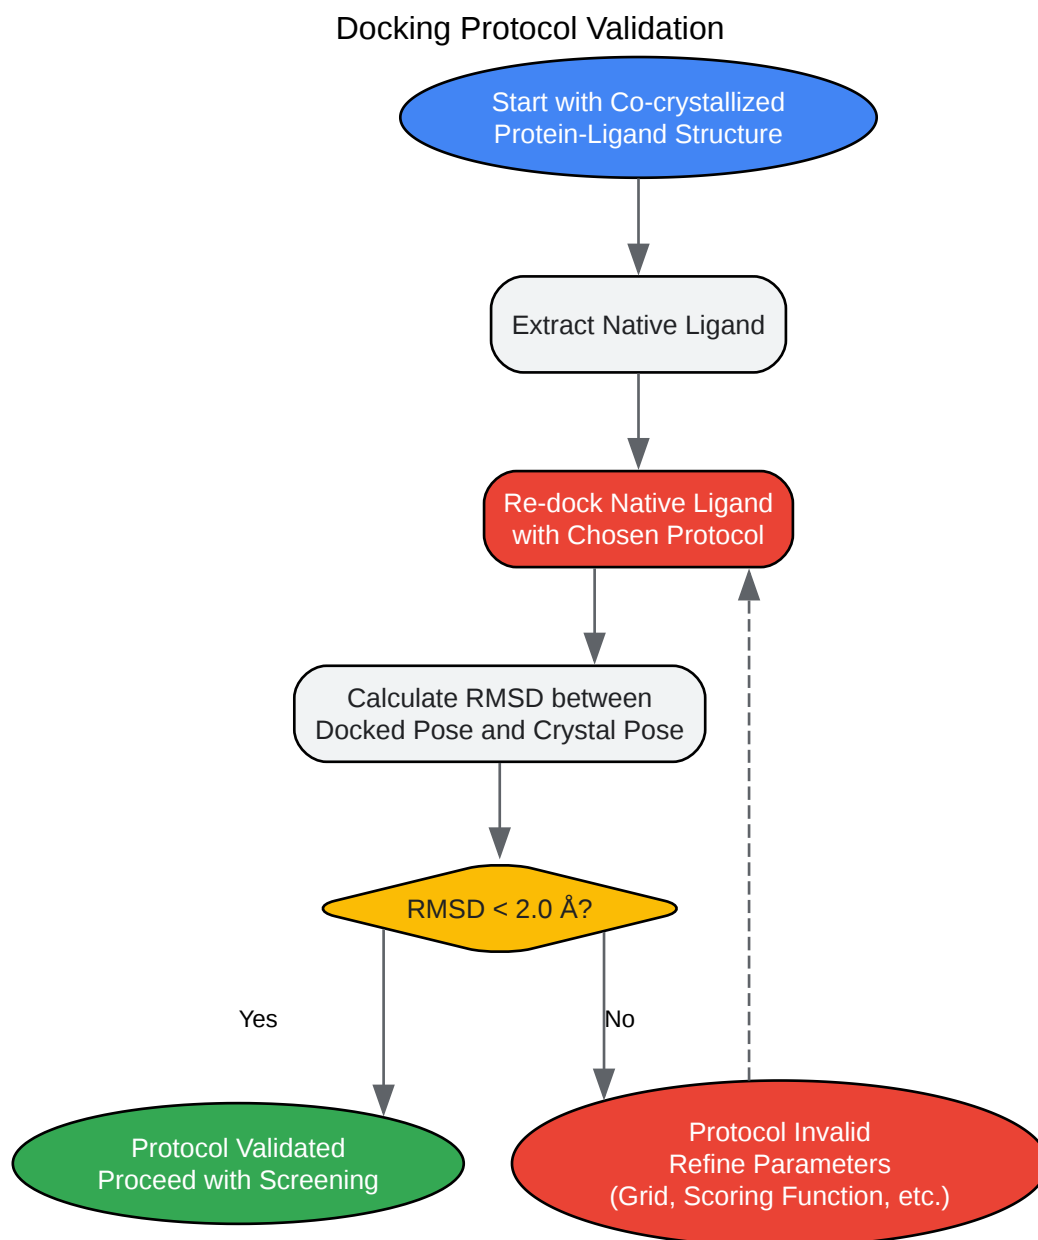 Docking Protocol Validation
Start with Co-crystallized
Protein-Ligand Structure
Extract Native Ligand
Re-dock Native Ligand
with Chosen Protocol
Calculate RMSD between
Docked Pose and Crystal Pose
RMSD < 2.0 Å?
Yes
No
Protocol Validated
Proceed with Screening
Protocol Invalid
Refine Parameters
(Grid, Scoring Function, etc.)